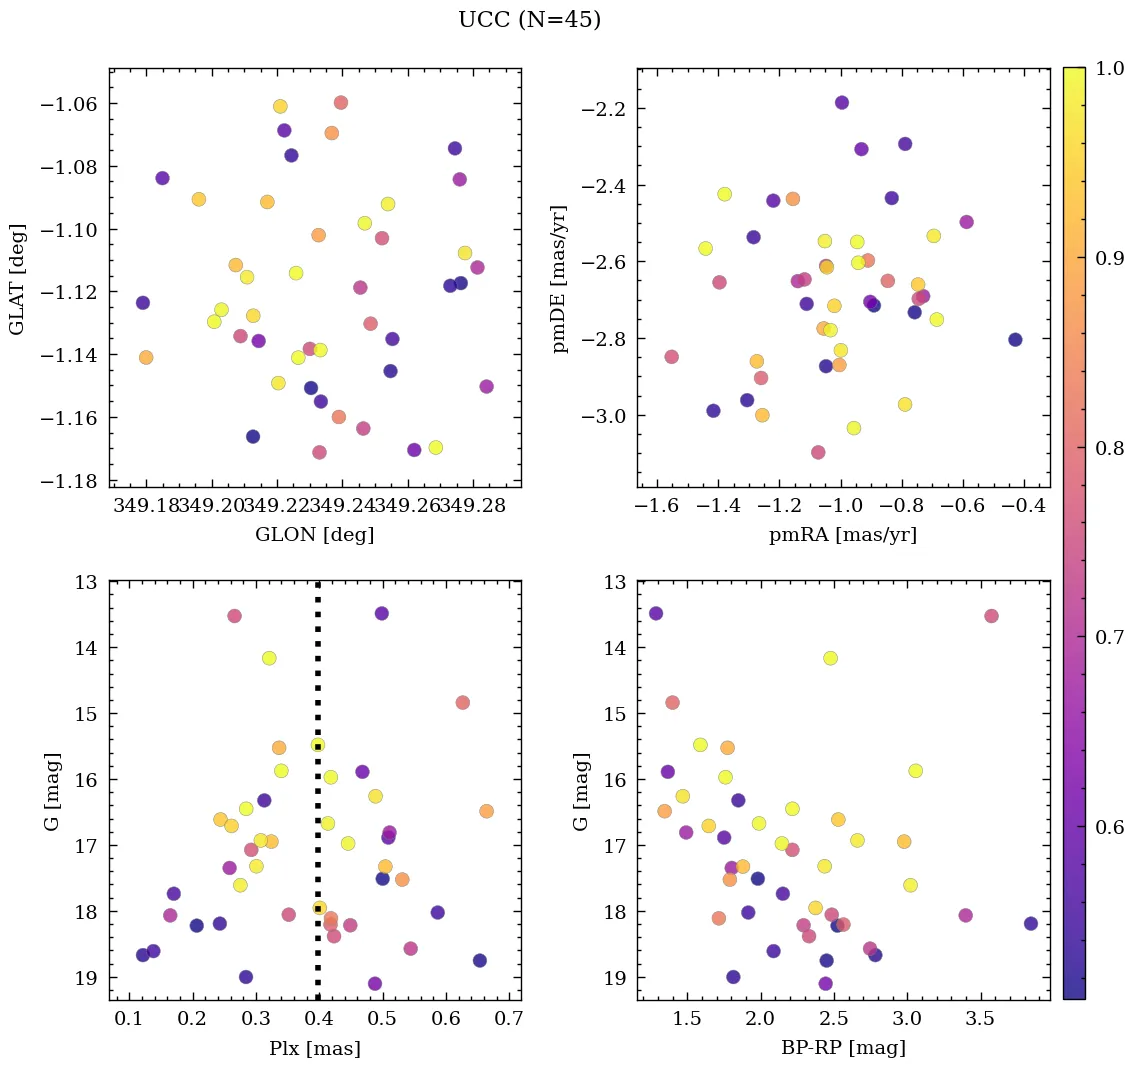 UCC (N=45)
−1.06
−1.08
−1.10
−1.12
−1.14
−1.16
−1.18
GLAT [deg]
349.18 349.20 349.22 349.24 349.26 349.28
GLON [deg]
−2.2
−2.4
−2.6
−2.8
−3.0
pmDE [mas/yr]
−1.6 −1.4 −1.2 −1.0 −0.8 −0.6 −0.4
pmRA [mas/yr]
1.0
0.9
0.8
0.7
0.6
13
14
15
16
17
18
19
G [mag]
0.1 0.2 0.3 0.4 0.5 0.6 0.7
Plx [mas]
13
14
15
16
17
18
19
G [mag]
1.5 2.0 2.5 3.0 3.5
BP-RP [mag]